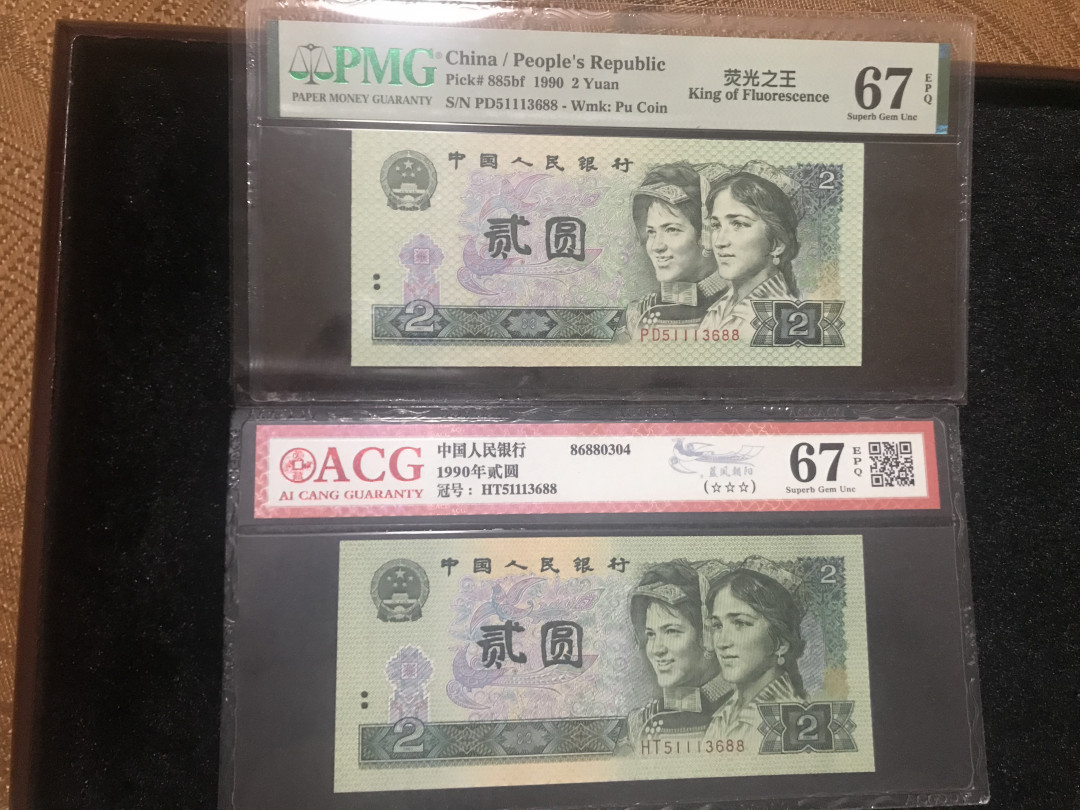 PMG
PAPER MONEY GUARANTY
China / People's Republic
Pick# 885bf 1990 2 Yuan
S/N PD51113688 - Wmk: Pu Coin
荧光之王
King of Fluorescence
67 EPQ
Superb Gem Unc
中国人民银行
2
贰圆
2
PD51113688
2
ACG
AI CANG GUARANTY
中国人民银行 86880304
1990年贰圆
冠号: HT51113688
(☆☆☆)
67 EPQ
Superb Gem Unc
中国人民银行
2
贰圆
2
HT51113688
2